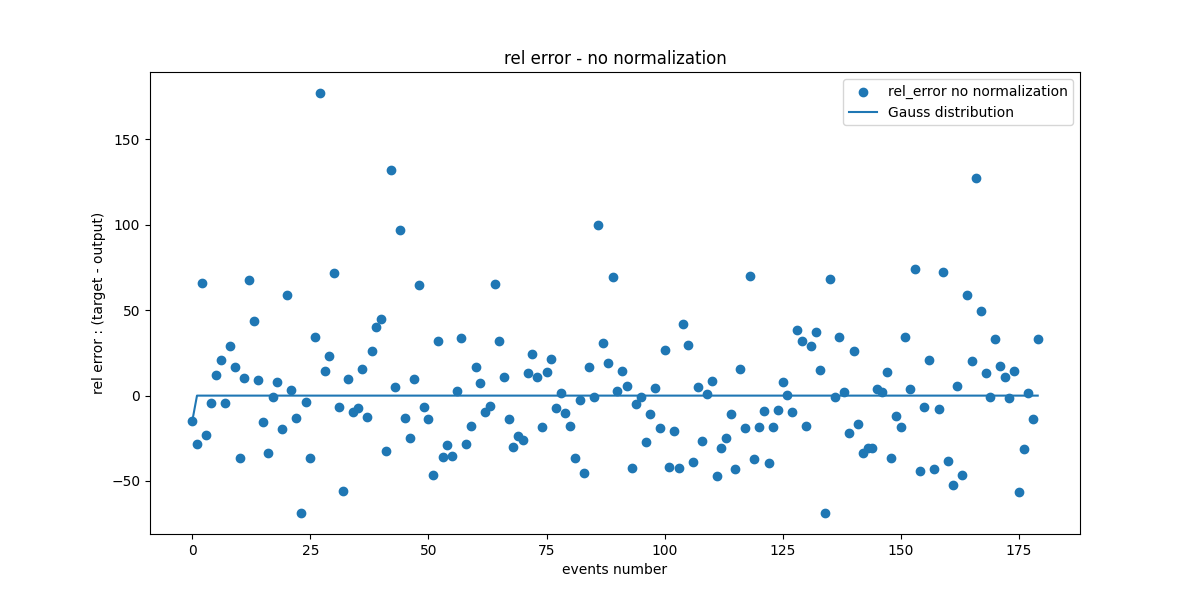 rel error - no normalization
rel_error no normalization
Gauss distribution
150
100
50
0
−50
rel error : (target - output)
0
25
50
75
100
125
150
175
events number